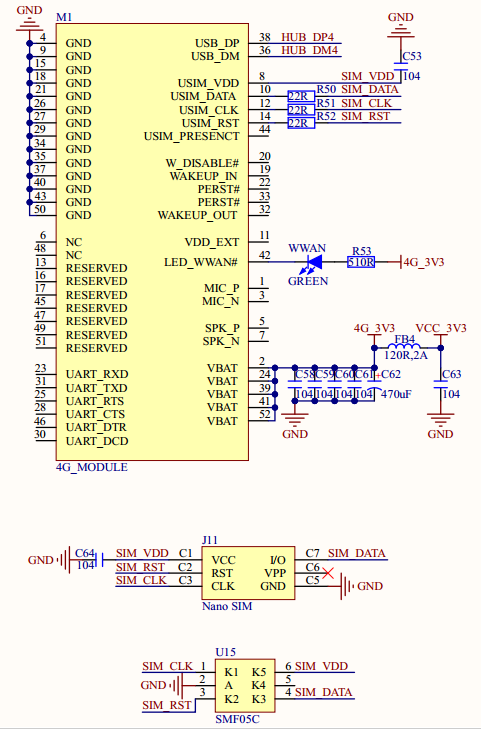 GND
M1
GND
4 GND USB_DP 38 HUB_DP4
9 GND USB_DM 36 HUB_DM4
C53
15 GND
104
18 GND USIM_VDD 8 SIM_VDD
21 GND USIM_DATA 10 22R R50 SIM_DATA
26 GND USIM_CLK 12 22R R51 SIM_CLK
27 GND USIM_RST 14 22R R52 SIM_RST
29 GND USIM_PRESENCT 44
34 GND
35 GND W_DISABLE# 20
37 GND WAKEUP_IN 19
40 GND PERST# 22
43 GND PERST# 33
50 GND WAKEUP_OUT 32
6 NC VDD_EXT 11
48 NC
WWAN R53
13 RESERVED LED_WWAN# 42 510R 4G_3V3
GREEN
16 RESERVED
17 RESERVED MIC_P 1
45 RESERVED MIC_N 3
47 RESERVED
49 RESERVED SPK_P 5
51 RESERVED SPK_N 7
4G_3V3 VCC_3V3
FB4
120R,2A
VBAT 2
23 UART_RXD VBAT 24 C58 C59 C60 C61 C62 C63
31 UART_TXD VBAT 39
25 UART_RTS VBAT 41 104 104 104 104 470uF 104
28 UART_CTS VBAT 52
46 UART_DTR
30 UART_DCD
GND GND
4G_MODULE
J11
GND C64 104 SIM_VDD C1 VCC I/O C7 SIM_DATA
SIM_RST C2 RST VPP C6
SIM_CLK C3 CLK GND C5 GND
Nano SIM
U15
SIM_CLK 1 K1 K5 6 SIM_VDD
GND 2 A K4 5
SIM_RST 3 K2 K3 4 SIM_DATA
SMF05C